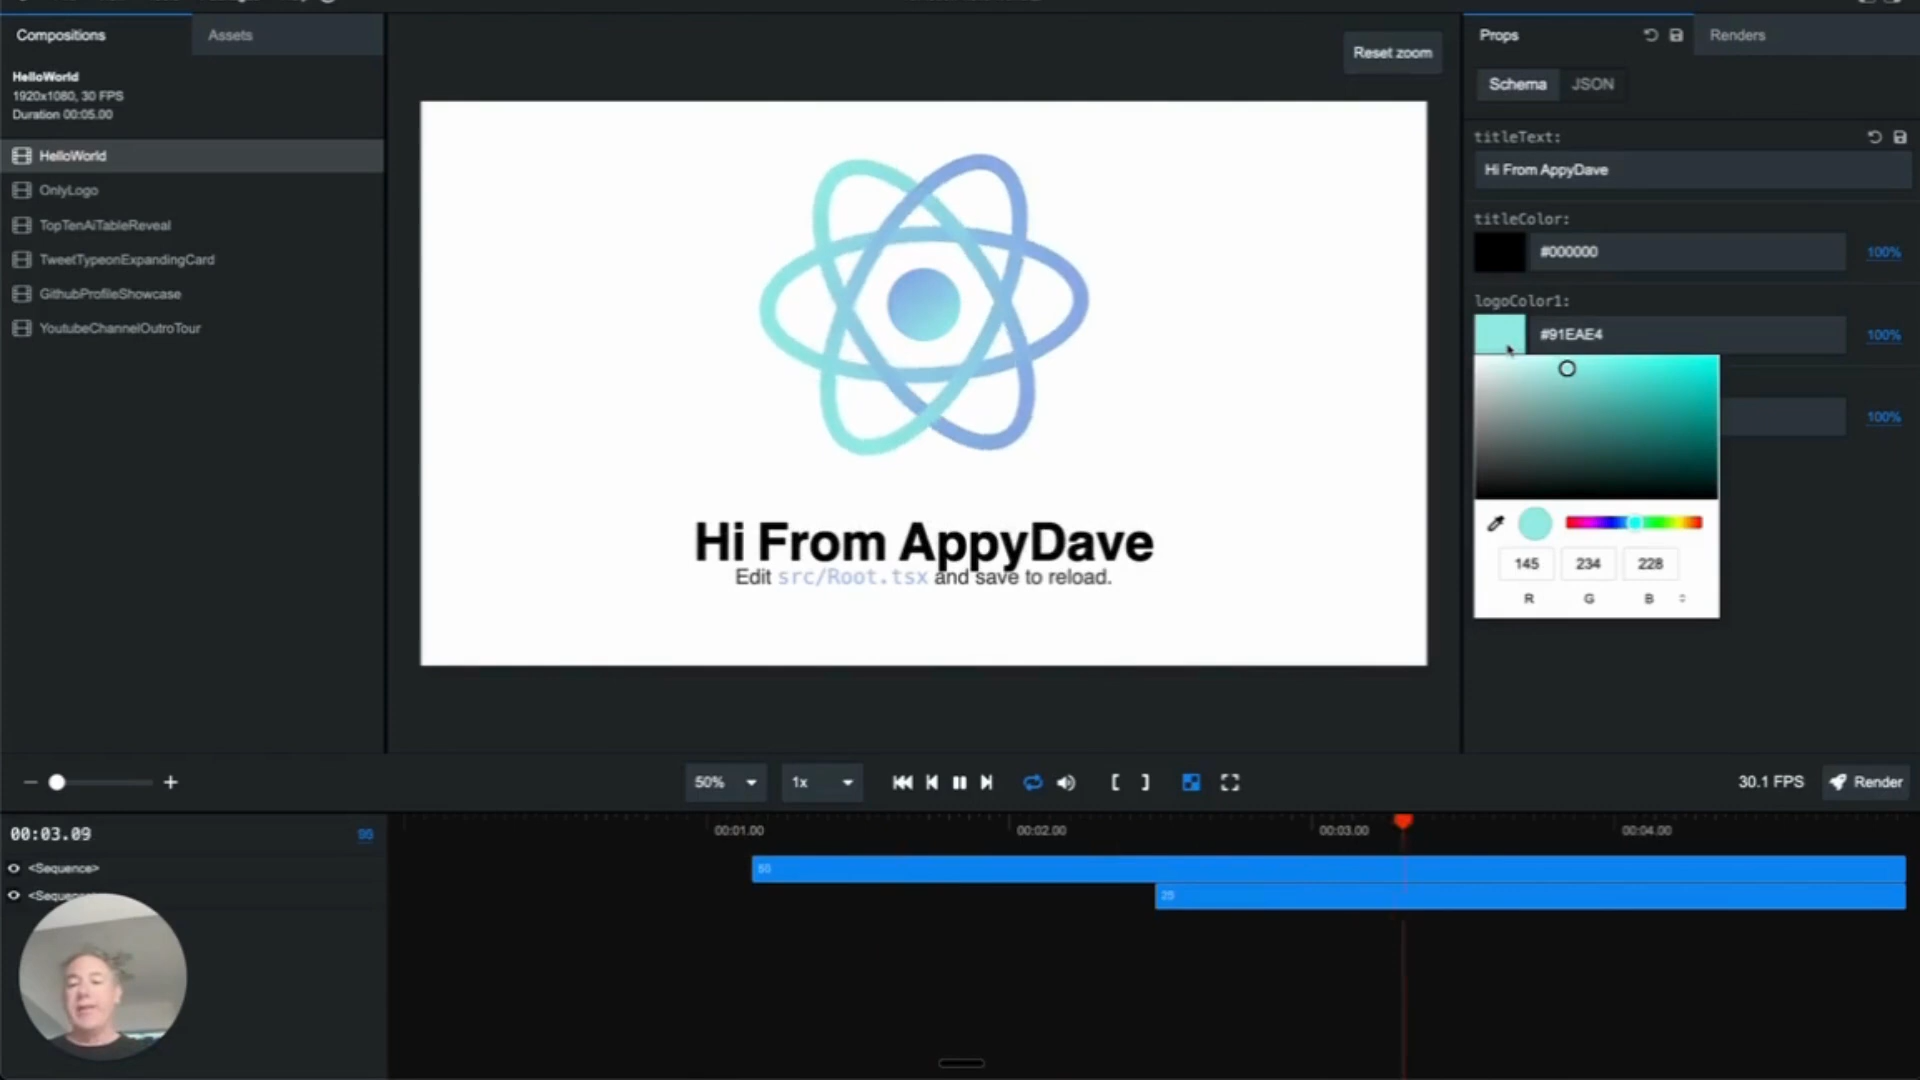 Compositions
Assets
HelloWorld
1920x1080, 30 FPS
Duration 00:05.00
HelloWorld
OnlyLogo
TopTenAiTableReveal
TweetTypeonExpandingCard
GithubProfileShowcase
YoutubeChannelOutroTour
Reset zoom
Hi From AppyDave
Edit src/Root.tsx and save to reload.
Props
Renders
Schema
JSON
titleText:
Hi From AppyDave
titleColor:
#000000
100%
logoColor1:
#91EAE4
100%
100%
145
234
228
R
G
B
50%
1x
30.1 FPS
Render
00:03.09
00:01.00
00:02.00
00:03.00
00:04.00
<Sequence>
50
25